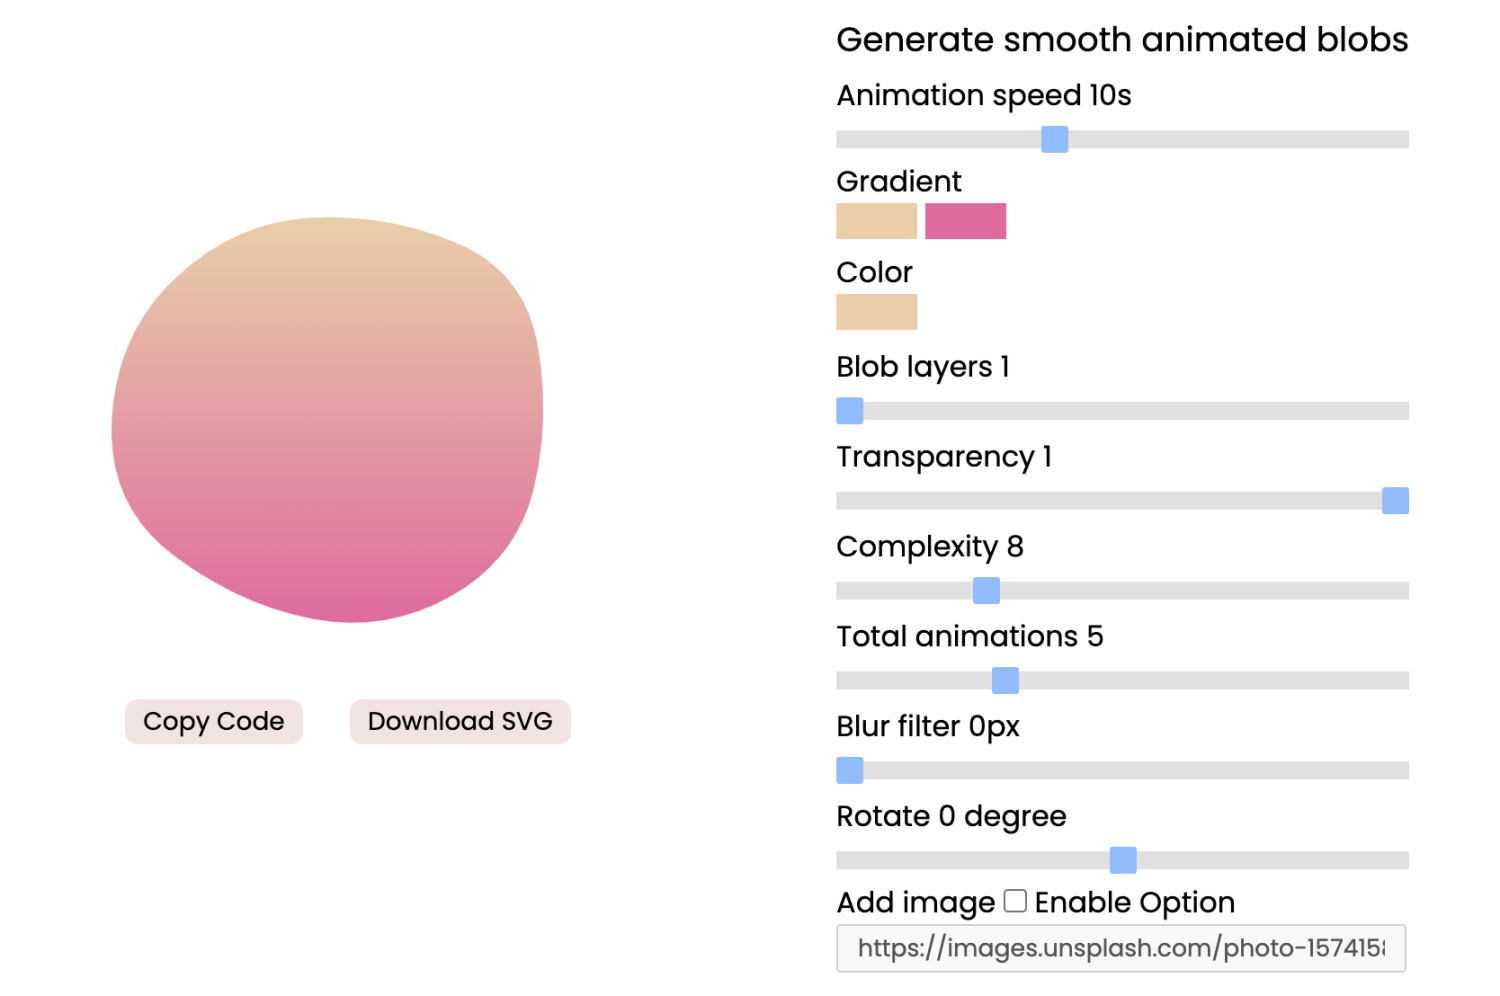 Generate smooth animated blobs
Animation speed 10s
Gradient
Color
Blob layers 1
Transparency 1
Complexity 8
Total animations 5
Blur filter 0px
Rotate 0 degree
Add image Enable Option
https://images.unsplash.com/photo-157415
Copy Code Download SVG